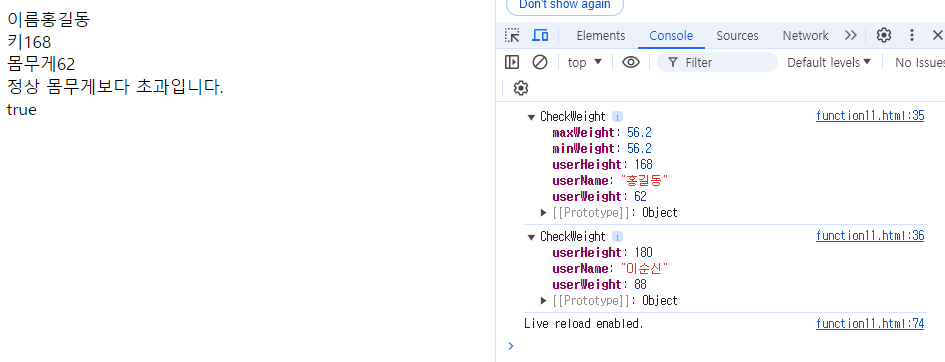 이름홍길동
키168
몸무게62
정상 몸무게보다 초과입니다.
true
Don't show again
Elements Console Sources Network
top Filter Default levels No Issues
CheckWeight function11.html:35
maxWeight: 56.2
minWeight: 56.2
userHeight: 168
userName: "홍길동"
userWeight: 62
[[Prototype]]: Object
CheckWeight function11.html:36
userHeight: 180
userName: "이순신"
userWeight: 88
[[Prototype]]: Object
Live reload enabled. function11.html:74